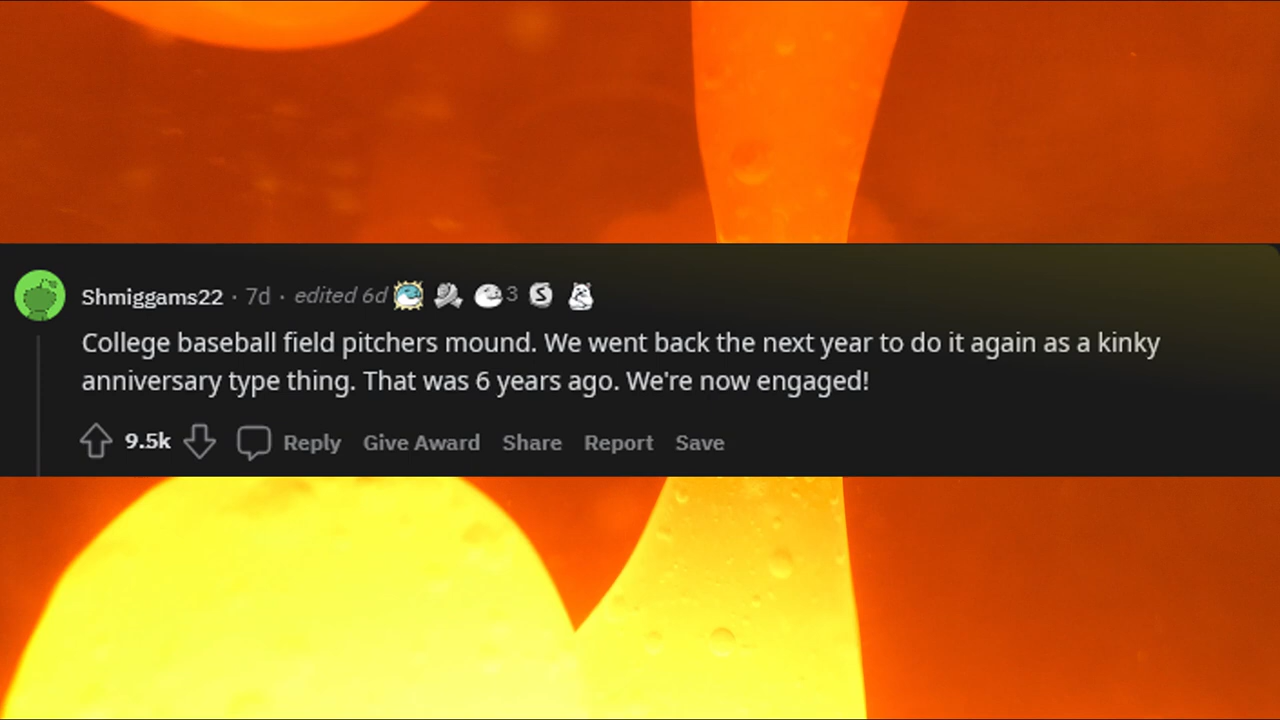 Shmiggams22 · 7d · edited 6d 3
College baseball field pitchers mound. We went back the next year to do it again as a kinky
anniversary type thing. That was 6 years ago. We're now engaged!
9.5k Reply Give Award Share Report Save